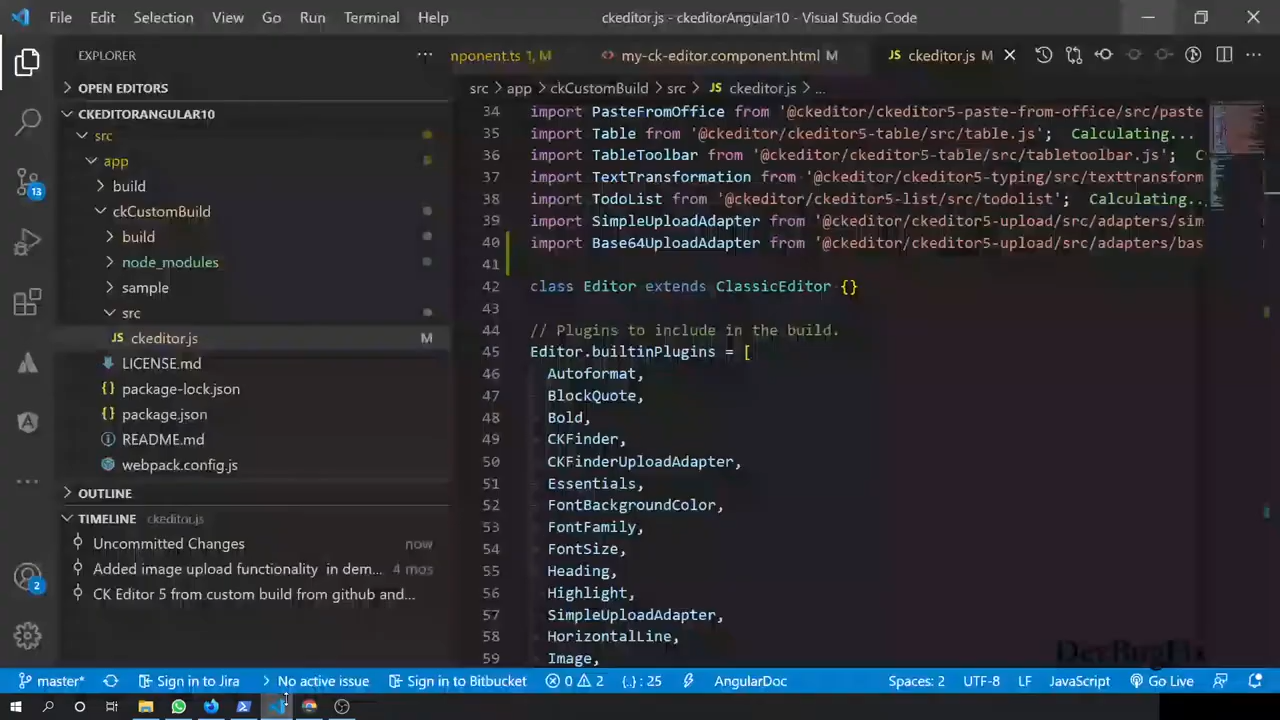 File Edit Selection View Go Run Terminal Help ckeditor.js - ckeditorAngular10 - Visual Studio Code
EXPLORER
nponent.ts 1, M my-ck-editor.component.html M JS ckeditor.js M
OPEN EDITORS
src > app > ckCustomBuild > src > JS ckeditor.js > ...
CKEDITORANGULAR10
src
app
build
ckCustomBuild
build
node_modules
sample
src
JS ckeditor.js M
LICENSE.md
package-lock.json
package.json
README.md
webpack.config.js
OUTLINE
TIMELINE ckeditor.js
Uncommitted Changes now
Added image upload functionality in dem... 4 mos
CK Editor 5 from custom build from github and...
13
2
34 import PasteFromOffice from '@ckeditor/ckeditor5-paste-from-office/src/paste
35 import Table from '@ckeditor/ckeditor5-table/src/table.js'; Calculating...
36 import TableToolbar from '@ckeditor/ckeditor5-table/src/tabletoolbar.js'; C
37 import TextTransformation from '@ckeditor/ckeditor5-typing/src/texttransform
38 import TodoList from '@ckeditor/ckeditor5-list/src/todolist'; Calculating...
39 import SimpleUploadAdapter from '@ckeditor/ckeditor5-upload/src/adapters/sim
40 import Base64UploadAdapter from '@ckeditor/ckeditor5-upload/src/adapters/bas
41
42 class Editor extends ClassicEditor {}
43
44 // Plugins to include in the build.
45 Editor.builtinPlugins = [
46 Autoformat,
47 BlockQuote,
48 Bold,
49 CKFinder,
50 CKFinderUploadAdapter,
51 Essentials,
52 FontBackgroundColor,
53 FontFamily,
54 FontSize,
55 Heading,
56 Highlight,
57 SimpleUploadAdapter,
58 HorizontalLine,
59 Image,
DevBugFix
master* Sign in to Jira No active issue Sign in to Bitbucket 0 2 {..} : 25 AngularDoc Spaces: 2 UTF-8 LF JavaScript Go Live